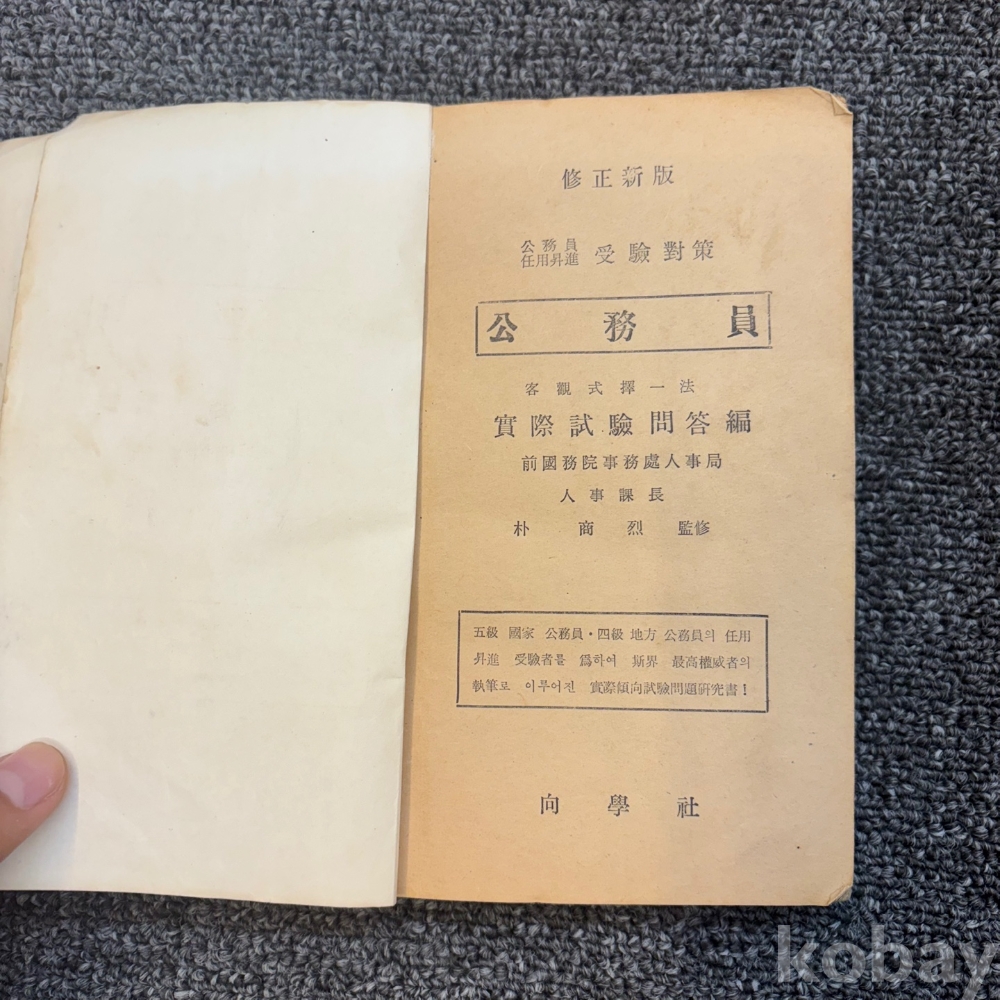 修正新版
公務員
任用昇進 受驗對策
公務員
客觀式擇一法
實際試驗問答編
前國務院事務處人事局
人事課長
朴商烈 監修
五級 國家 公務員·四級 地方 公務員의 任用
昇進 受驗者를 爲하여 斯界 最高權威者의
執筆로 이루어진 實際傾向試驗問題硏究書!
向學社
kobay